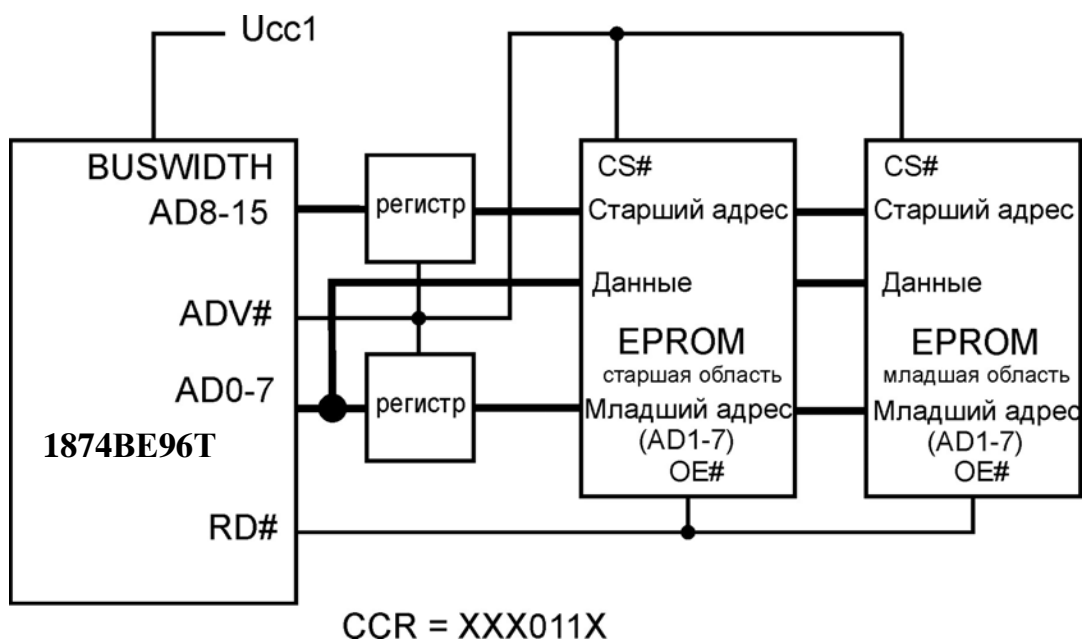 Ucc1
BUSWIDTH
AD8-15
ADV#
AD0-7
1874BE96T
RD#
регистр
регистр
CS#
Старший адрес
Данные
EPROM
старшая область
Младший адрес
(AD1-7)
OE#
CS#
Старший адрес
Данные
EPROM
младшая область
Младший адрес
(AD1-7)
OE#
CCR = XXX011X